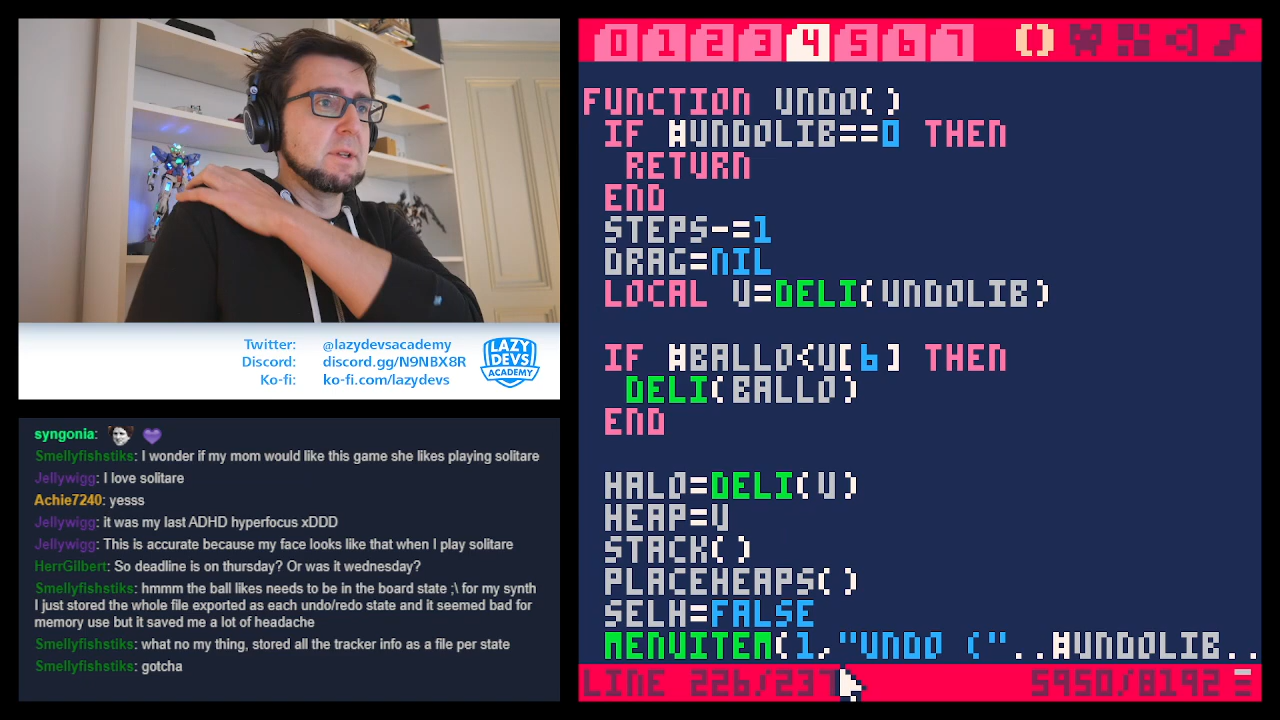 Twitter: @lazydevsacademy
Discord: discord.gg/N9NBX8R
Ko-fi: ko-fi.com/lazydevs
LAZY
DEVS
ACADEMY
syngonia:
Smellyfishstiks: I wonder if my mom would like this game she likes playing solitare
Jellywigg: I love solitare
Achie7240: yesss
Jellywigg: it was my last ADHD hyperfocus xDDD
Jellywigg: This is accurate because my face looks like that when I play solitare
HerrGilbert: So deadline is on thursday? Or was it wednesday?
Smellyfishstiks: hmmm the ball likes needs to be in the board state ;\ for my synth
I just stored the whole file exported as each undo/redo state and it seemed bad for
memory use but it saved me a lot of headache
Smellyfishstiks: what no my thing, stored all the tracker info as a file per state
Smellyfishstiks: gotcha
0 1 2 3 4 5 6 7 ()
FUNCTION UNDO()
IF #UNDOLIB==0 THEN
RETURN
END
STEPS-=1
DRAG=NIL
LOCAL U=DELI(UNDOLIB)
IF #BALLO<U[6] THEN
DELI(BALLO)
END
HALO=DELI(U)
HEAP=U
STACK()
PLACEHEAPS()
SELH=FALSE
MENUITEM(1,"UNDO ("..#UNDOLIB..
LINE 226/237
5950/8192